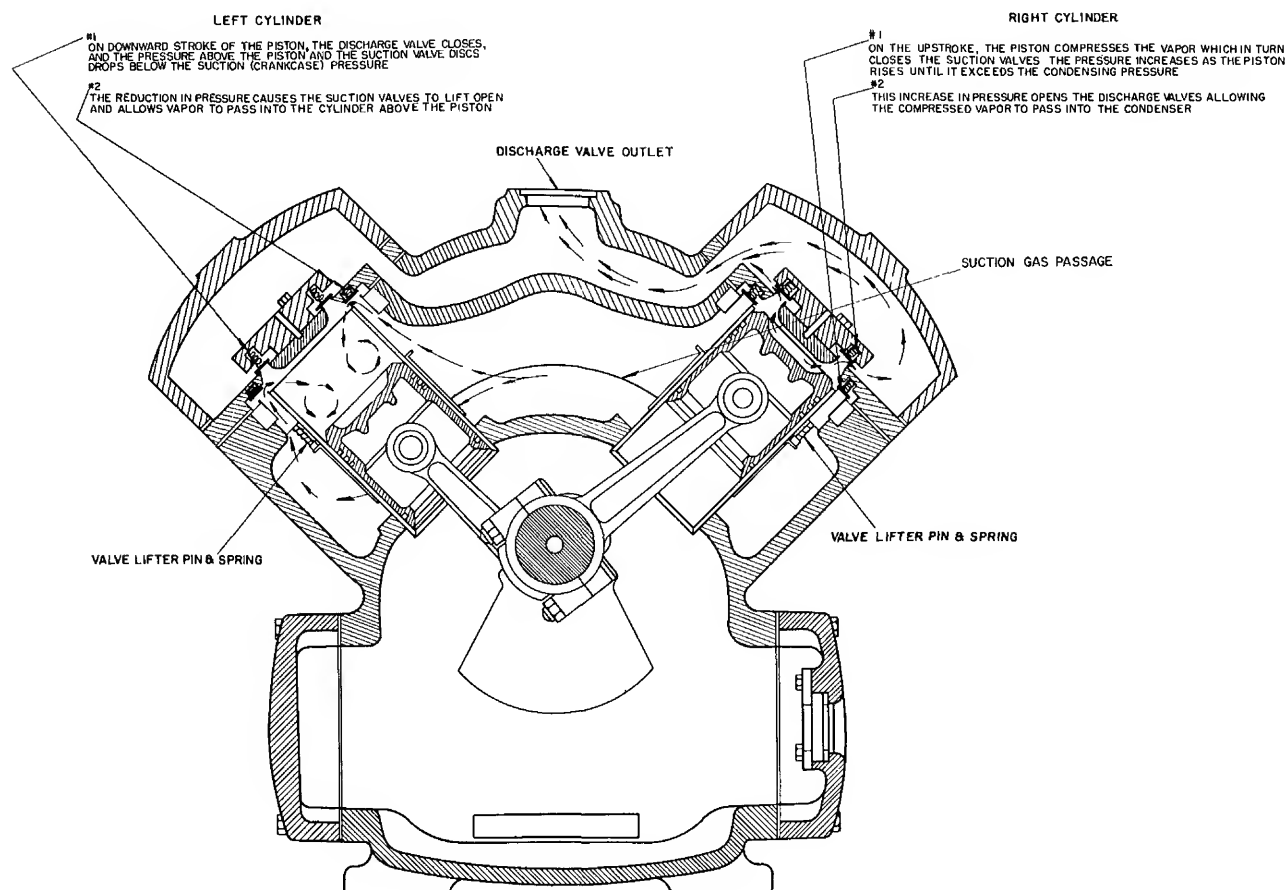 LEFT CYLINDER
#1
ON DOWNWARD STROKE OF THE PISTON, THE DISCHARGE VALVE CLOSES,
AND THE PRESSURE ABOVE THE PISTON AND THE SUCTION VALVE DISCS
DROPS BELOW THE SUCTION (CRANKCASE) PRESSURE
#2
THE REDUCTION IN PRESSURE CAUSES THE SUCTION VALVES TO LIFT OPEN
AND ALLOWS VAPOR TO PASS INTO THE CYLINDER ABOVE THE PISTON
RIGHT CYLINDER
#1
ON THE UPSTROKE, THE PISTON COMPRESSES THE VAPOR WHICH IN TURN
CLOSES THE SUCTION VALVES THE PRESSURE INCREASES AS THE PISTON
RISES UNTIL IT EXCEEDS THE CONDENSING PRESSURE
#2
THIS INCREASE IN PRESSURE OPENS THE DISCHARGE VALVES ALLOWING
THE COMPRESSED VAPOR TO PASS INTO THE CONDENSER
DISCHARGE VALVE OUTLET
SUCTION GAS PASSAGE
VALVE LIFTER PIN & SPRING
VALVE LIFTER PIN & SPRING